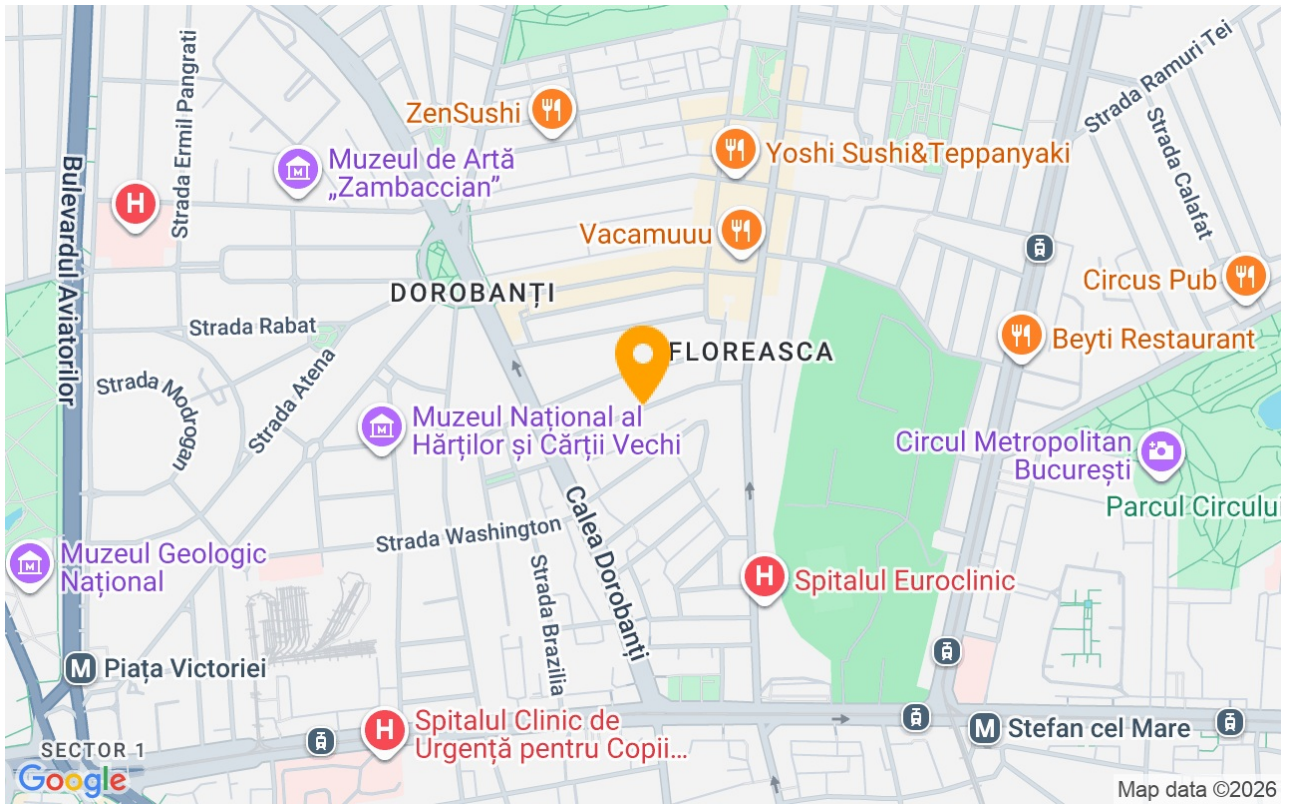 Strada Ermil Pangrati
Strada Ramuri Tei
ZenSushi
Strada Calafat
Muzeul de Artă
„Zambaccian”
Yoshi Sushi&Teppanyaki
H
Bulevardul Aviatorilor
Vacamuuu
Circus Pub
DOROBANȚI
Strada Rabat
Beyti Restaurant
FLOREASCA
Strada Atena
Strada Modrogan
Muzeul Național al
Hărților și Cărții Vechi
Circul Metropolitan
București
Parcul Circului
Calea Dorobanți
Strada Washington
Muzeul Geologic
Național
Strada Brazilia
H
Spitalul Euroclinic
M
Piața Victoriei
H
Spitalul Clinic de
Urgență pentru Copii...
M
Stefan cel Mare
SECTOR 1
Google
Map data ©2026